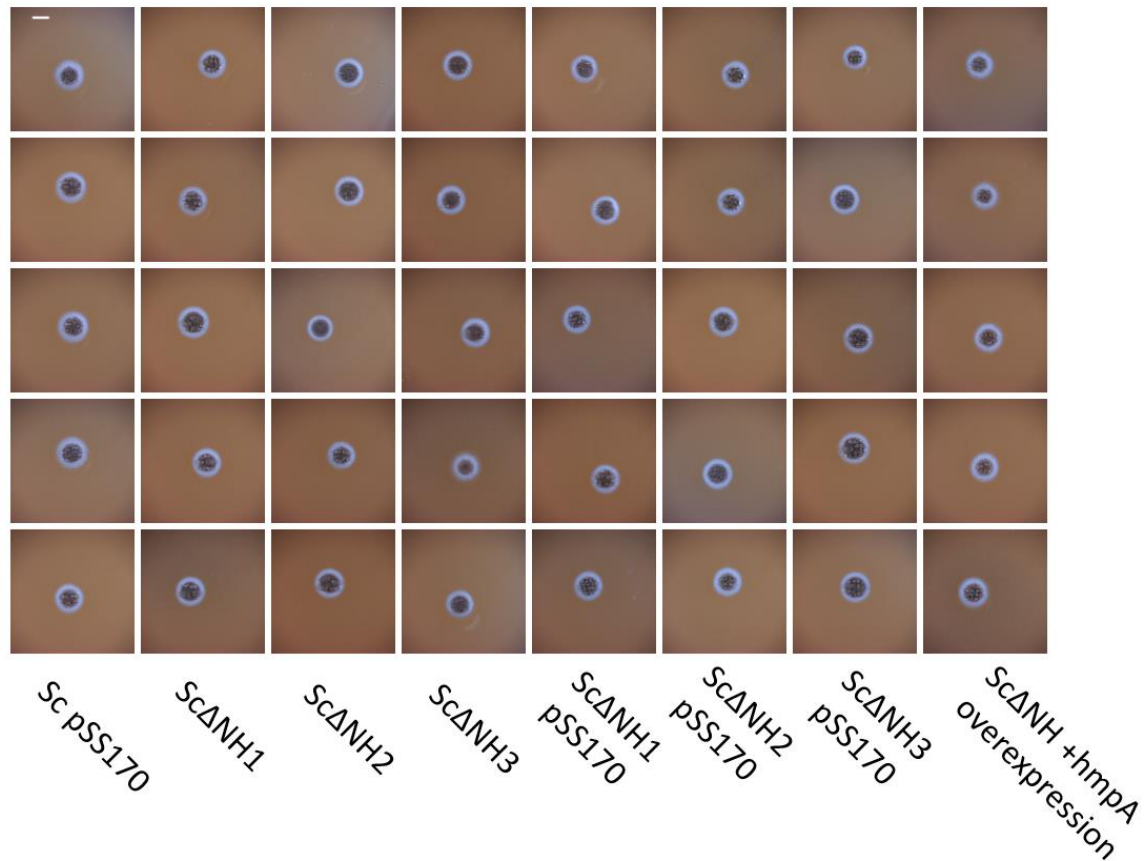 Sc pSS170
ScΔNH1
ScΔNH2
ScΔNH3
ScΔNH1
pSS170
ScΔNH2
pSS170
ScΔNH3
pSS170
ScΔNH +hmpA
overexpression